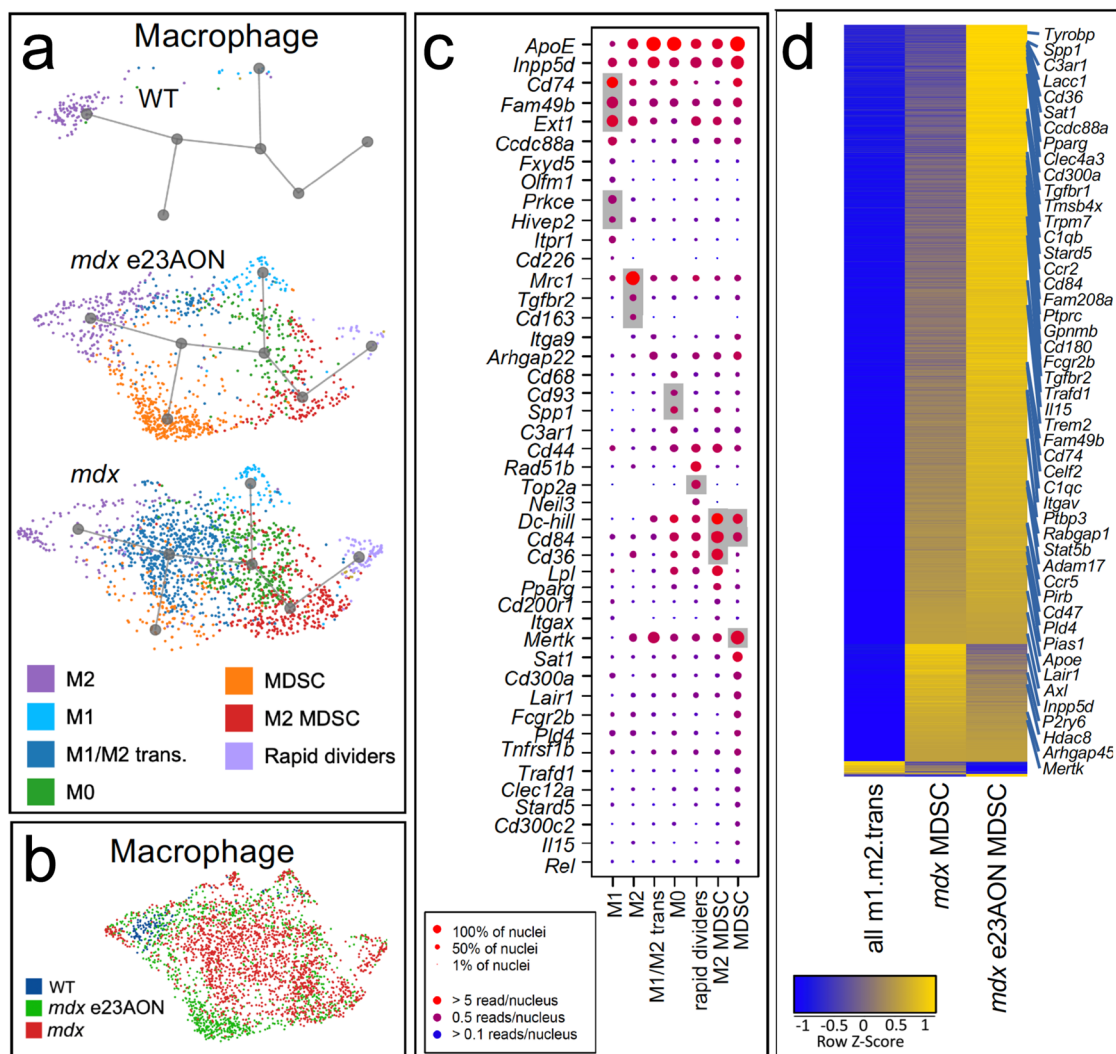 a
Macrophage
WT
mdx e23AON
mdx
M2
M1
M1/M2 trans.
M0
MDSC
M2 MDSC
Rapid dividers
b
Macrophage
WT
mdx e23AON
mdx
c
ApoE
Inpp5d
Cd74
Fam49b
Ext1
Ccdc88a
Fxyd5
Olfm1
Prkce
Hivep2
Itpr1
Cd226
Mrc1
Tgfbr2
Cd163
Itga9
Arhgap22
Cd68
Cd93
Spp1
C3ar1
Cd44
Rad51b
Top2a
Neil3
Dc-hill
Cd84
Cd36
Lpl
Pparg
Cd200r1
Itgax
Mertk
Sat1
Cd300a
Lair1
Fcgr2b
Pld4
Tnfrsf1b
Trafd1
Clec12a
Stard5
Cd300c2
Il15
Rel
M1
M2
M1/M2 trans
M0
rapid dividers
M2 MDSC
MDSC
100% of nuclei
50% of nuclei
1% of nuclei
> 5 read/nucleus
0.5 reads/nucleus
> 0.1 reads/nucleus
d
Tyrobp
Spp1
C3ar1
Lacc1
Cd36
Sat1
Ccdc88a
Pparg
Clec4a3
Cd300a
Tgfbr1
Tmsb4x
Trpm7
C1qb
Stard5
Ccr2
Cd84
Fam208a
Ptprc
Gpnmb
Cd180
Fcgr2b
Tgfbr2
Trafd1
Il15
Trem2
Fam49b
Cd74
Celf2
C1qc
Itgav
Ptbp3
Rabgap1
Stat5b
Adam17
Ccr5
Pirb
Cd47
Pld4
Pias1
Apoe
Lair1
Axl
Inpp5d
P2ry6
Hdac8
Arhgap45
Mertk
all m1.m2.trans
mdx MDSC
mdx e23AON MDSC
-1 -0.5 0 0.5 1
Row Z-Score